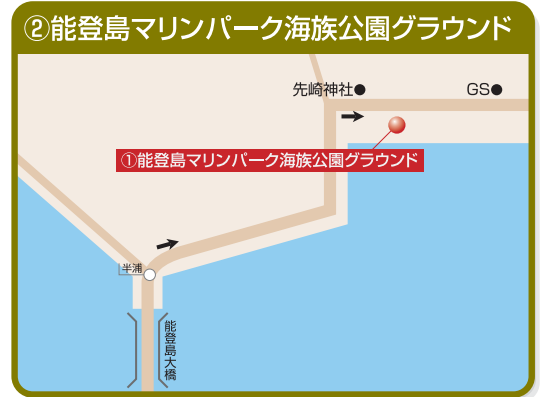 ②能登島マリンパーク海族公園グラウンド
先崎神社●
GS●
①能登島マリンパーク海族公園グラウンド
半浦
能登島大橋